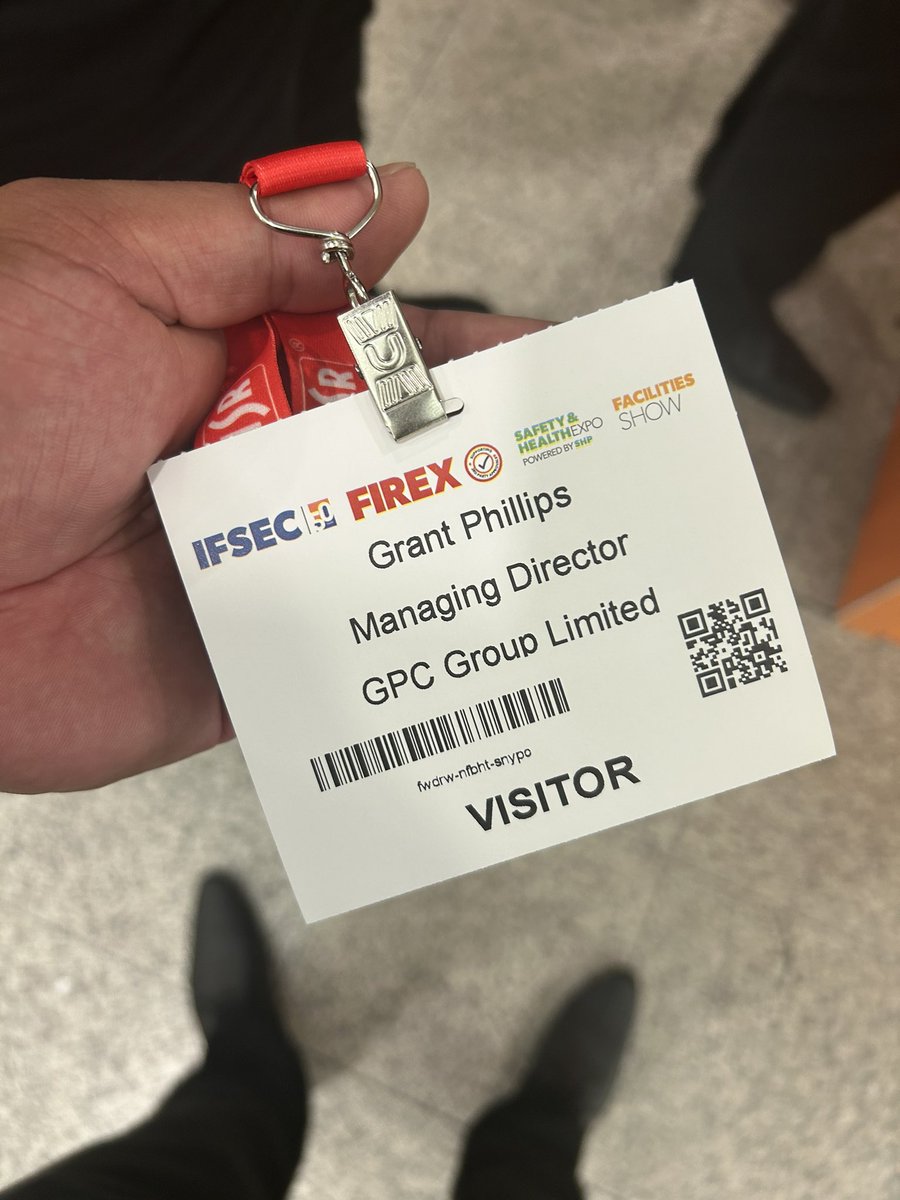 IFSEC 50 FIREX SAFETY & HEALTH EXPO POWERED BY SHP FACILITIES SHOW
Grant Phillips
Managing Director
GPC Group Limited
fwdrw-nfbht-snypo
VISITOR